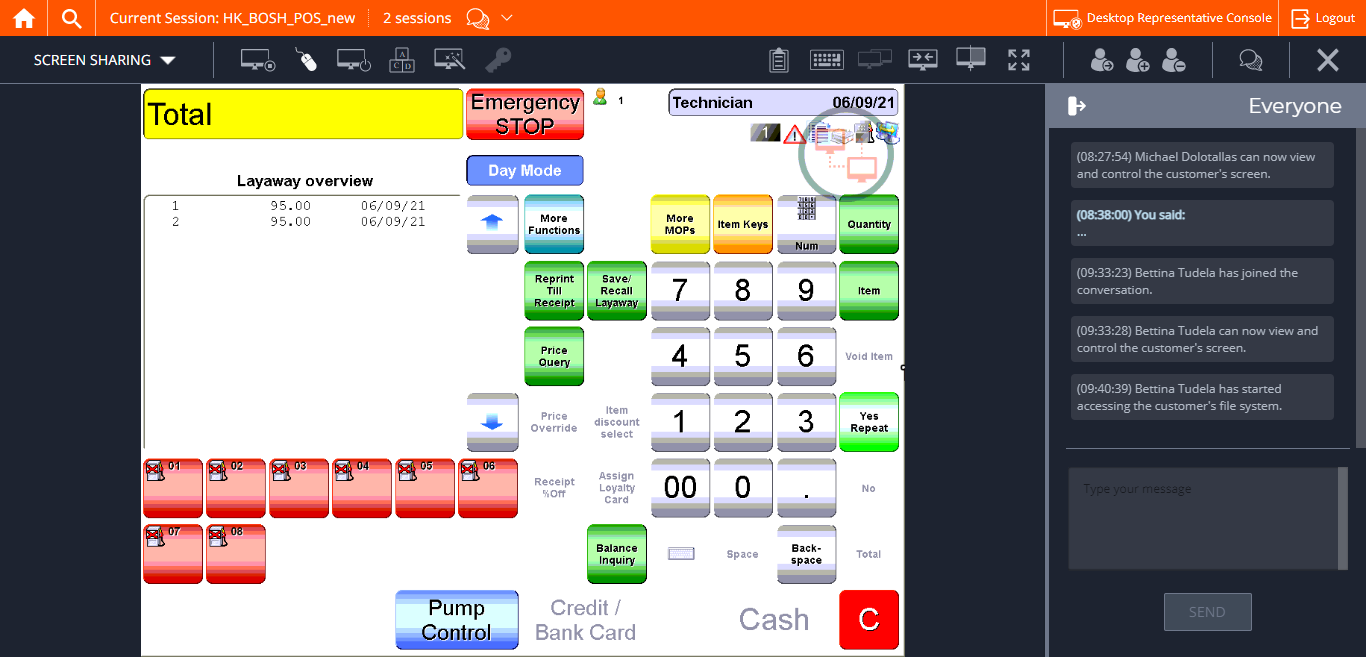 Current Session: HK_BOSH_POS_new
2 sessions
Desktop Representative Console
Logout
SCREEN SHARING
A
C D
Total
Emergency
STOP
1
Technician 06/09/21
1
Day Mode
Layaway overview
1 95.00 06/09/21
2 95.00 06/09/21
More
Functions
More
MOPs
Item Keys
Num
Quantity
Reprint
Till
Receipt
Save/
Recall
Layaway
7
8
9
Item
Price
Query
4
5
6
Void Item
Price
Override
Item
discount
select
1
2
3
Yes
Repeat
01
02
03
04
05
06
Receipt
%Off
Assign
Loyalty
Card
00
0
.
No
07
08
Balance
Inquiry
Space
Back-
space
Total
Pump
Control
Credit /
Bank Card
Cash
C
Everyone
(08:27:54) Michael Dolotallas can now view
and control the customer's screen.
(08:38:00) You said:
...
(09:33:23) Bettina Tudela has joined the
conversation.
(09:33:28) Bettina Tudela can now view and
control the customer's screen.
(09:40:39) Bettina Tudela has started
accessing the customer's file system.
Type your message
SEND